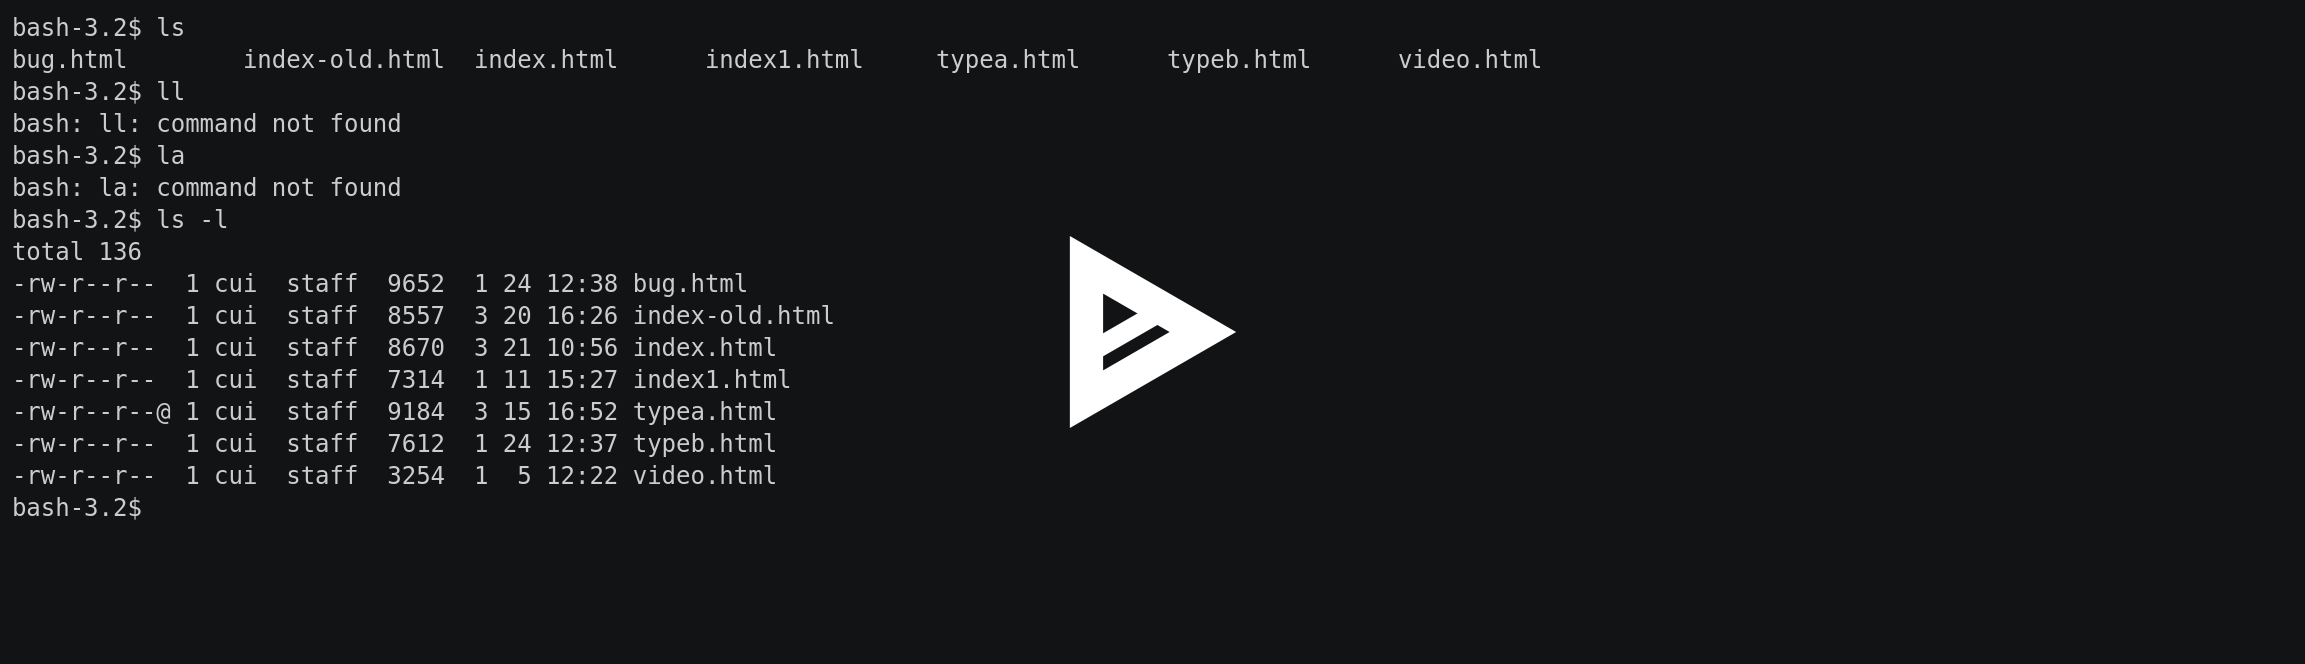 bash-3.2$ ls
bug.html        index-old.html  index.html      index1.html     typea.html      typeb.html      video.html
bash-3.2$ ll
bash: ll: command not found
bash-3.2$ la
bash: la: command not found
bash-3.2$ ls -l
total 136
-rw-r--r--  1 cui  staff  9652  1 24 12:38 bug.html
-rw-r--r--  1 cui  staff  8557  3 20 16:26 index-old.html
-rw-r--r--  1 cui  staff  8670  3 21 10:56 index.html
-rw-r--r--  1 cui  staff  7314  1 11 15:27 index1.html
-rw-r--r--@ 1 cui  staff  9184  3 15 16:52 typea.html
-rw-r--r--  1 cui  staff  7612  1 24 12:37 typeb.html
-rw-r--r--  1 cui  staff  3254  1  5 12:22 video.html
bash-3.2$